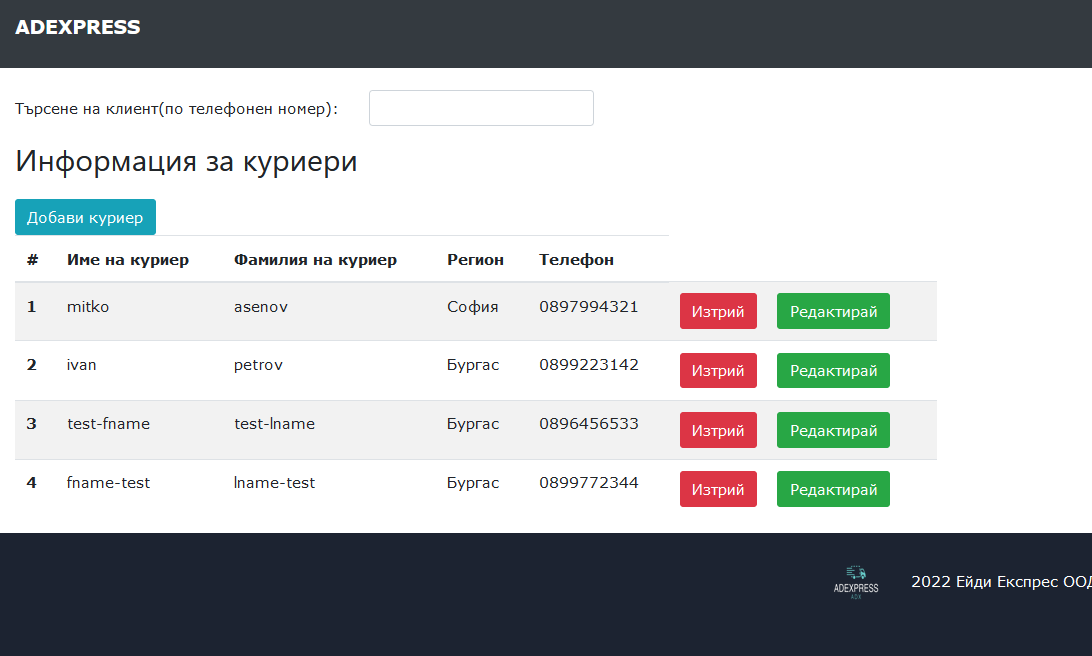 ADEXPRESS
Търсене на клиент(по телефонен номер):
Информация за куриери
Добави куриер
# Име на куриер Фамилия на куриер Регион Телефон
1 mitko asenov София 0897994321 Изтрий Редактирай
2 ivan petrov Бургас 0899223142 Изтрий Редактирай
3 test-fname test-lname Бургас 0896456533 Изтрий Редактирай
4 fname-test lname-test Бургас 0899772344 Изтрий Редактирай
ADEXPRESS
ADX
2022 Ейди Експрес ООД